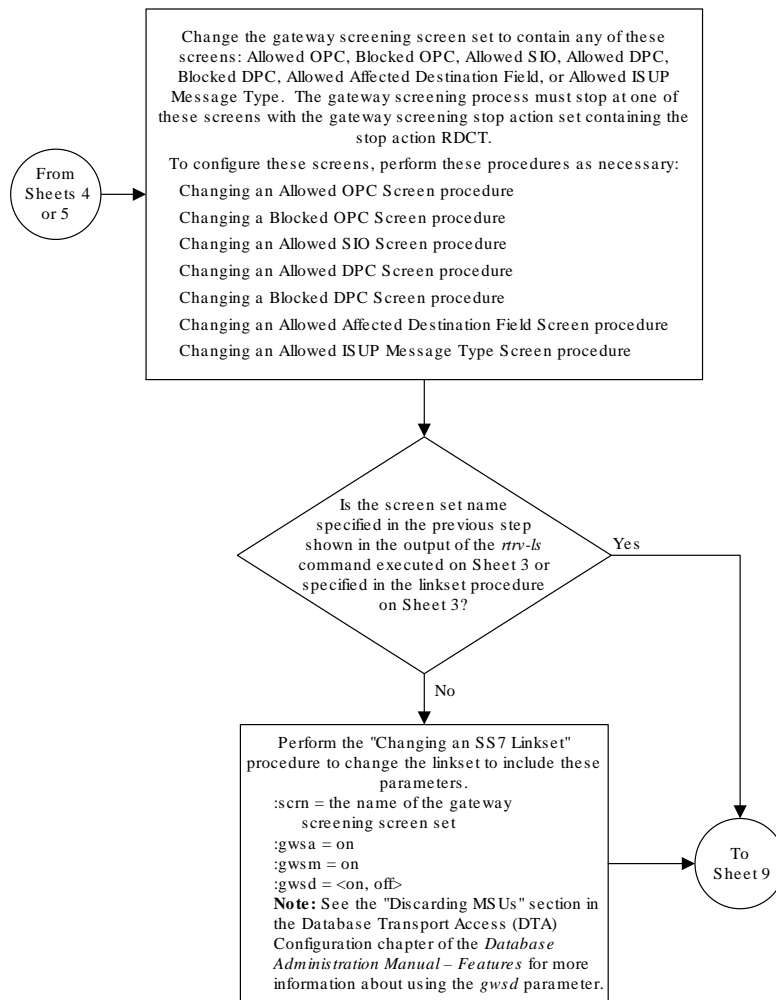 Change the gateway screening screen set to contain any of these
screens: Allowed OPC, Blocked OPC, Allowed SIO, Allowed DPC,
Blocked DPC, Allowed Affected Destination Field, or Allowed ISUP
Message Type. The gateway screening process must stop at one of
these screens with the gateway screening stop action set containing the
stop action RDCT.
To configure these screens, perform these procedures as necessary:
Changing an Allowed OPC Screen procedure
Changing a Blocked OPC Screen procedure
Changing an Allowed SIO Screen procedure
Changing an Allowed DPC Screen procedure
Changing a Blocked DPC Screen procedure
Changing an Allowed Affected Destination Field Screen procedure
Changing an Allowed ISUP Message Type Screen procedure
From
Sheets 4
or 5
Is the screen set name
specified in the previous step
shown in the output of the rtrv-ls
command executed on Sheet 3 or
specified in the linkset procedure
on Sheet 3?
Yes
No
Perform the "Changing an SS7 Linkset"
procedure to change the linkset to include these
parameters.
:scrn = the name of the gateway
screening screen set
:gwsa = on
:gwsm = on
:gwsd = <on, off>
Note: See the "Discarding MSUs" section in
the Database Transport Access (DTA)
Configuration chapter of the Database
Administration Manual – Features for more
information about using the gwsd parameter.
To
Sheet 9